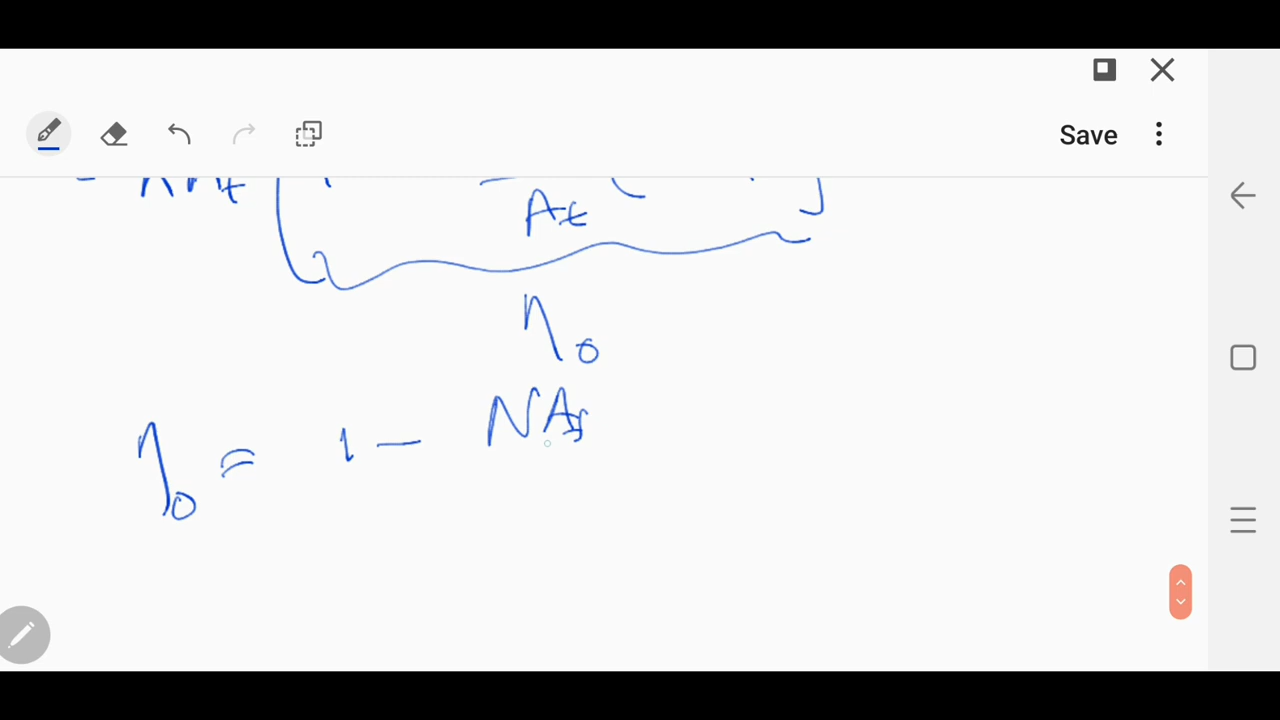 Save
At
η₀
η₀ = 1 - NAf